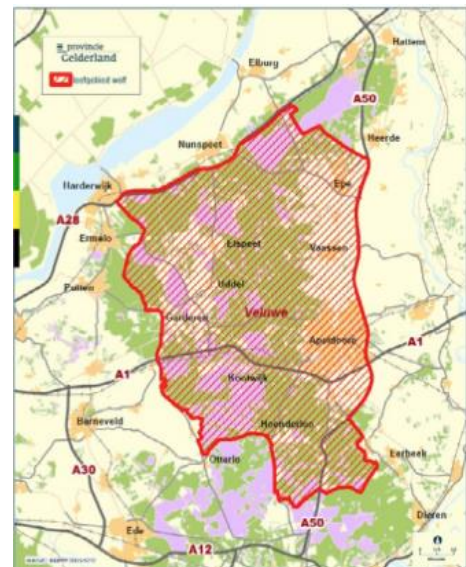 provincie
Gelderland
leefgebied wolf
Hattem
Elburg
A50
Heerde
Nunspeet
Epe
Harderwijk
A28
Ermelo
Vaassen
Elspeet
Putten
Uddel
Garderen
Veluwe
Apeldoorn
A1
A1
Kootwijk
Barneveld
Hoenderloo
Otterlo
Eerbeek
A30
Dieren
Ede
A50
A12